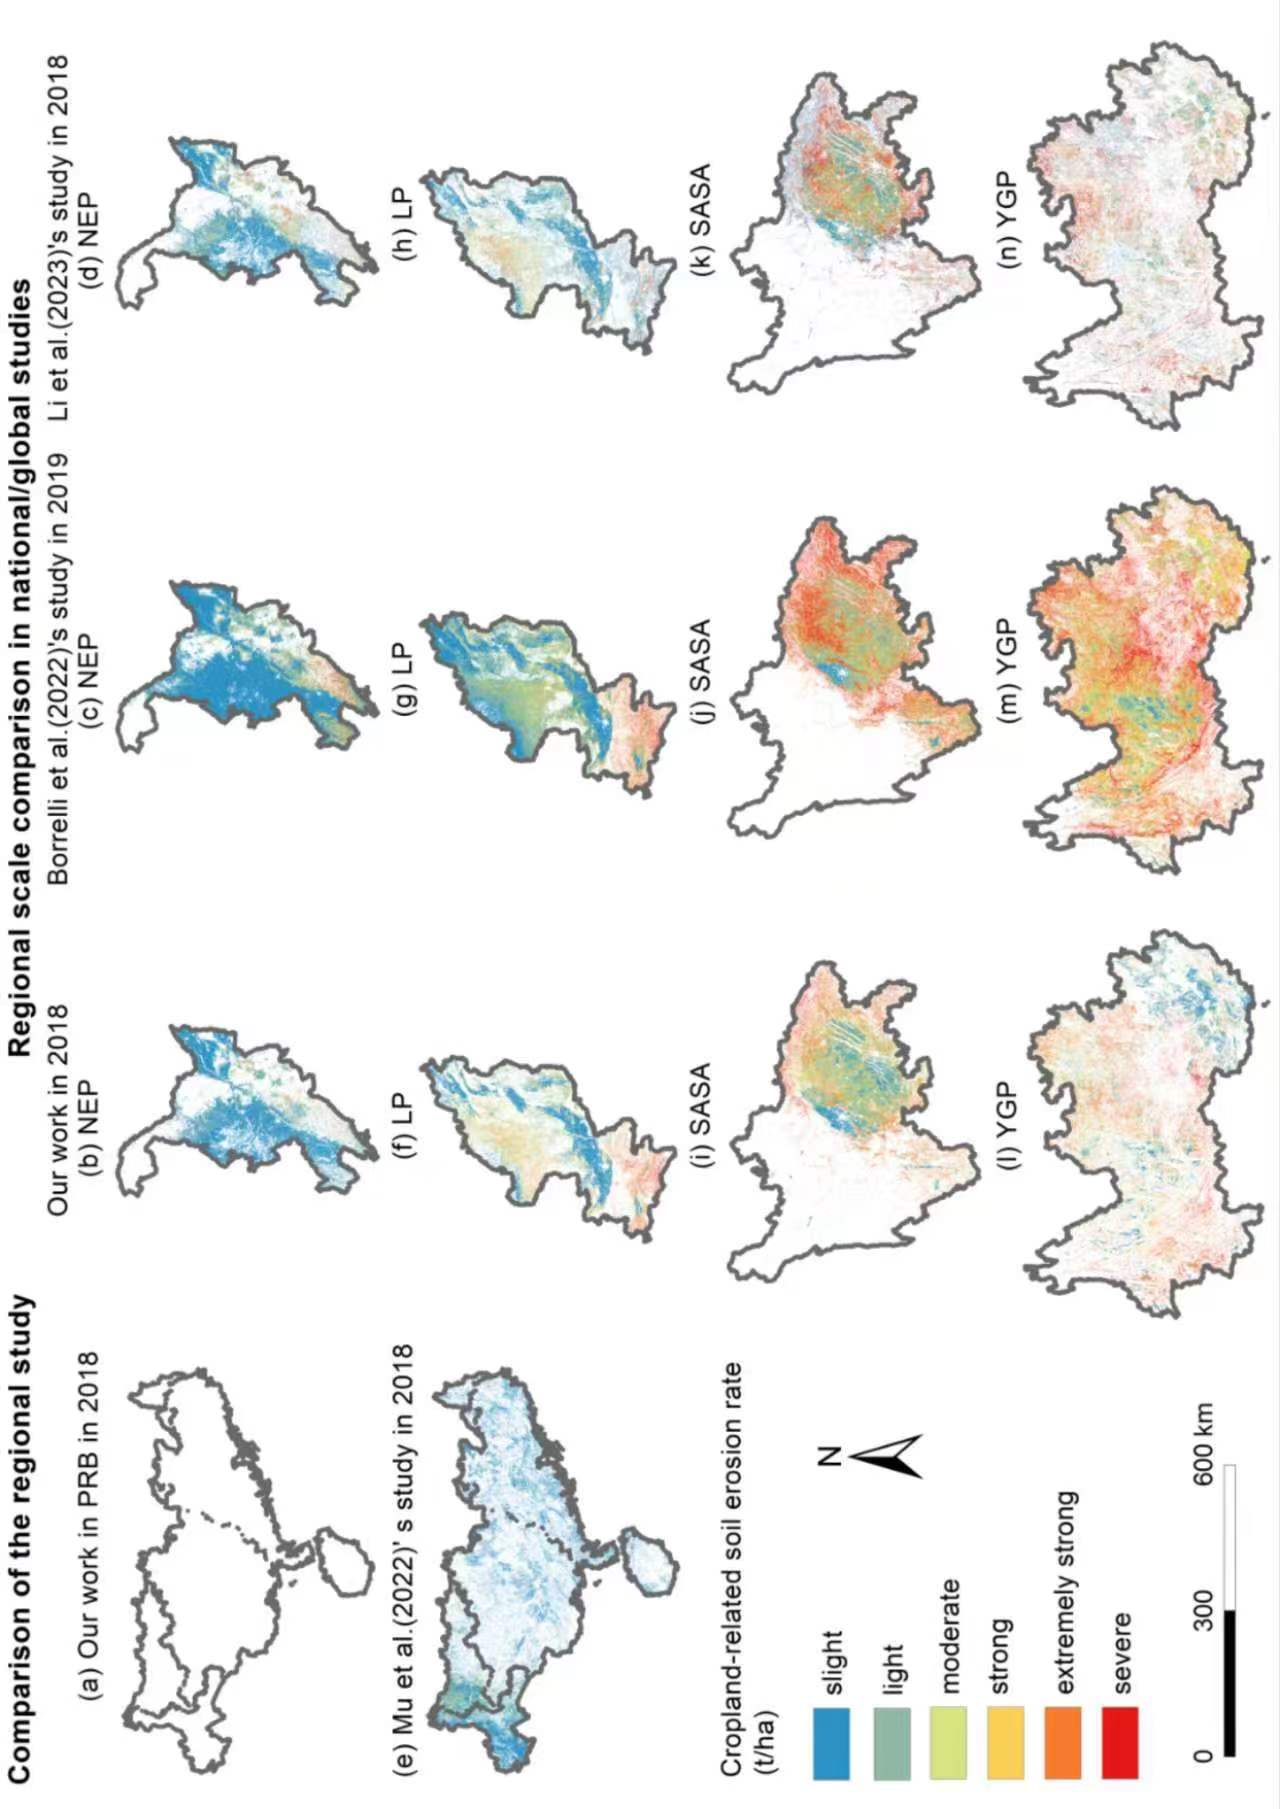 Comparison of the regional study
Regional scale comparison in national/global studies
Our work in 2018
Borrelli et al.(2022)'s study in 2019
Li et al.(2023)'s study in 2018
(a) Our work in PRB in 2018
(b) NEP
(c) NEP
(d) NEP
(e) Mu et al.(2022)' s study in 2018
(f) LP
(g) LP
(h) LP
(i) SASA
(j) SASA
(k) SASA
Cropland-related soil erosion rate
(t/ha)
slight
light
moderate
strong
extremely strong
severe
N
(l) YGP
(m) YGP
(n) YGP
0 300 600 km